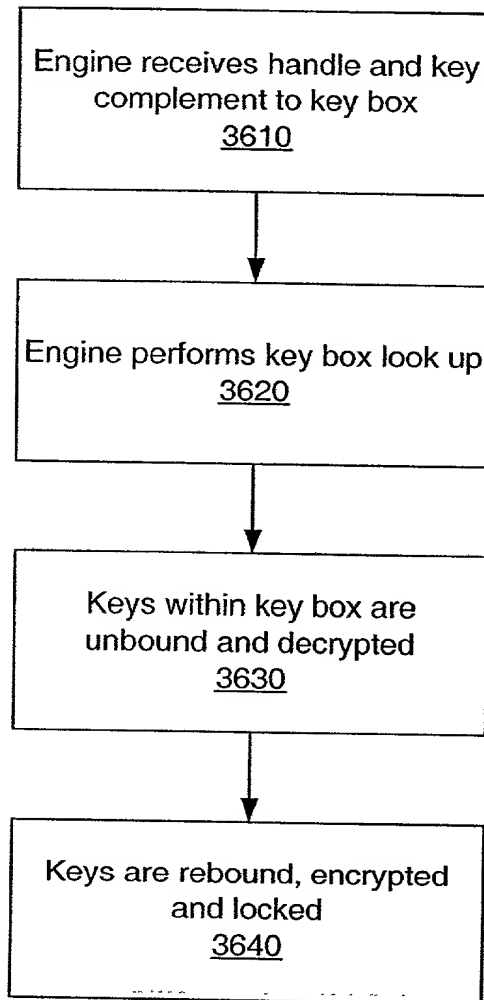 Engine receives handle and key
complement to key box
3610
Engine performs key box look up
3620
Keys within key box are
unbound and decrypted
3630
Keys are rebound, encrypted
and locked
3640